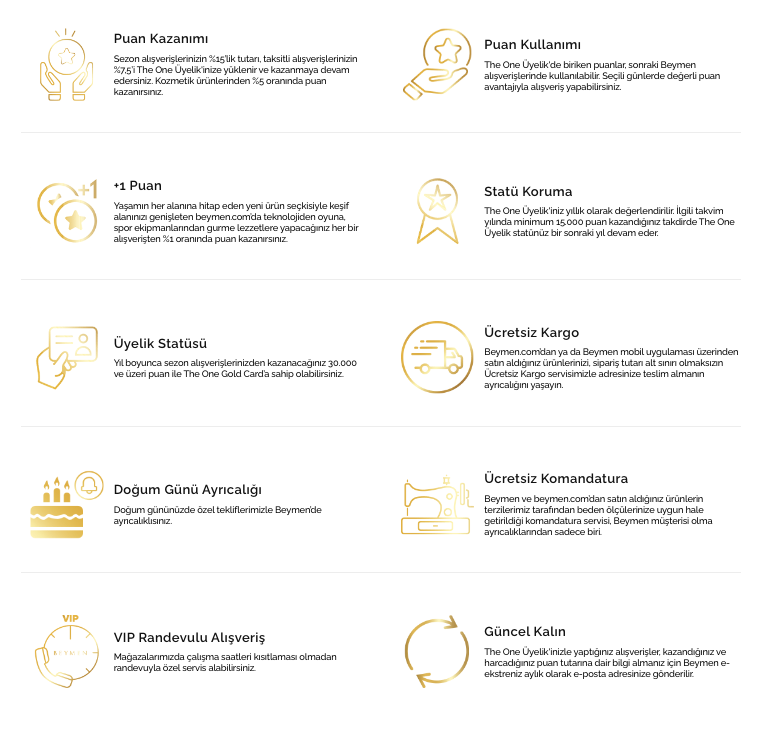 Puan Kazanımı
Sezon alışverişlerinizin %15'lik tutarı, taksitli alışverişlerinizin
%7,5'i The One Üyelik'inize yüklenir ve kazanmaya devam
edersiniz. Kozmetik ürünlerinden %5 oranında puan
kazanırsınız.
Puan Kullanımı
The One Üyelik'de biriken puanlar, sonraki Beymen
alışverişlerinde kullanılabilir. Seçili günlerde değerli puan
avantajıyla alışveriş yapabilirsiniz.
+1
+1 Puan
Yaşamın her alanına hitap eden yeni ürün seçkisiyle keşif
alanınızı genişleten beymen.com'da teknolojiden oyuna,
spor ekipmanlarından gurme lezzetlere yapacağınız her bir
alışverişten %1 oranında puan kazanırsınız.
Statü Koruma
The One Üyelik'iniz yıllık olarak değerlendirilir. İlgili takvim
yılında minimum 15.000 puan kazandığınız takdirde The One
Üyelik statünüz bir sonraki yıl devam eder.
Üyelik Statüsü
Yıl boyunca sezon alışverişlerinizden kazanacağınız 30.000
ve üzeri puan ile The One Gold Card'a sahip olabilirsiniz.
Ücretsiz Kargo
Beymen.com'dan ya da Beymen mobil uygulaması üzerinden
satın aldığınız ürünlerinizi, sipariş tutarı alt sınırı olmaksızın
Ücretsiz Kargo servisimizle adresinize teslim almanın
ayrıcalığını yaşayın.
Doğum Günü Ayrıcalığı
Doğum gününüzde özel tekliflerimizle Beymen'de
ayrıcalıklısınız.
Ücretsiz Komandatura
Beymen ve beymen.com'dan satın aldığınız ürünlerin
terzilerimiz tarafından beden ölçülerinize uygun hale
getirildiği komandatura servisi, Beymen müşterisi olma
ayrıcalıklarından sadece biri.
VIP
BEYMEN
VIP Randevulu Alışveriş
Mağazalarımızda çalışma saatleri kısıtlaması olmadan
randevuyla özel servis alabilirsiniz.
Güncel Kalın
The One Üyelik'inizle yaptığınız alışverişler, kazandığınız ve
harcadığınız puan tutarına dair bilgi almanız için Beymen e-
ekstreniz aylık olarak e-posta adresinize gönderilir.